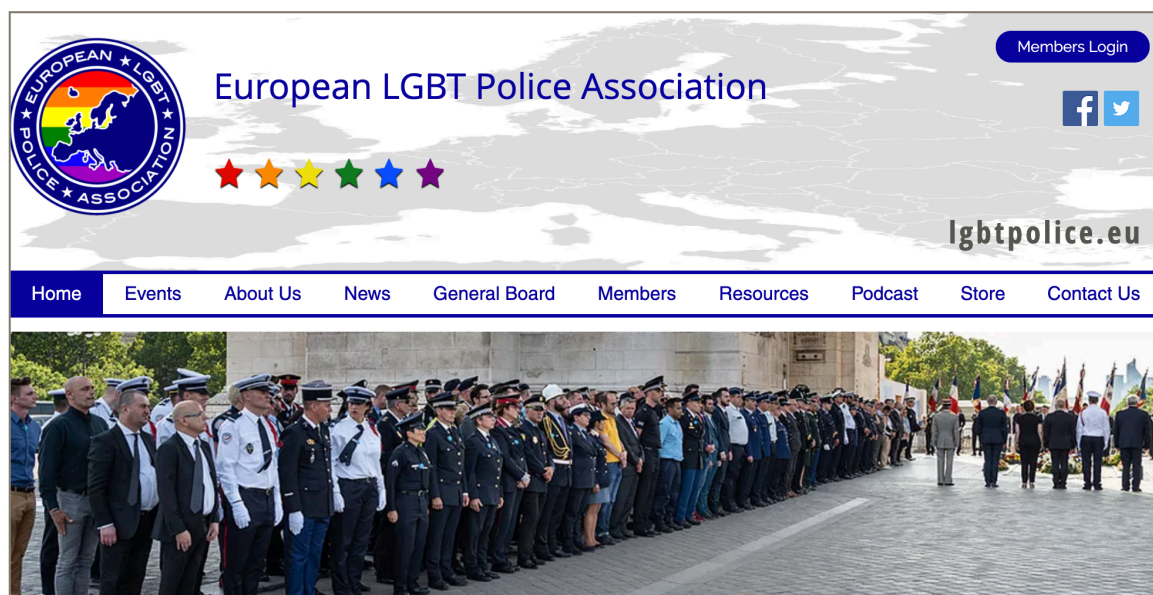 EUROPEAN ★ LGBT ★
POLICE ★ ASSOCIATION ★
Members Login
European LGBT Police Association
lgbtpolice.eu
Home Events About Us News General Board Members Resources Podcast Store Contact Us